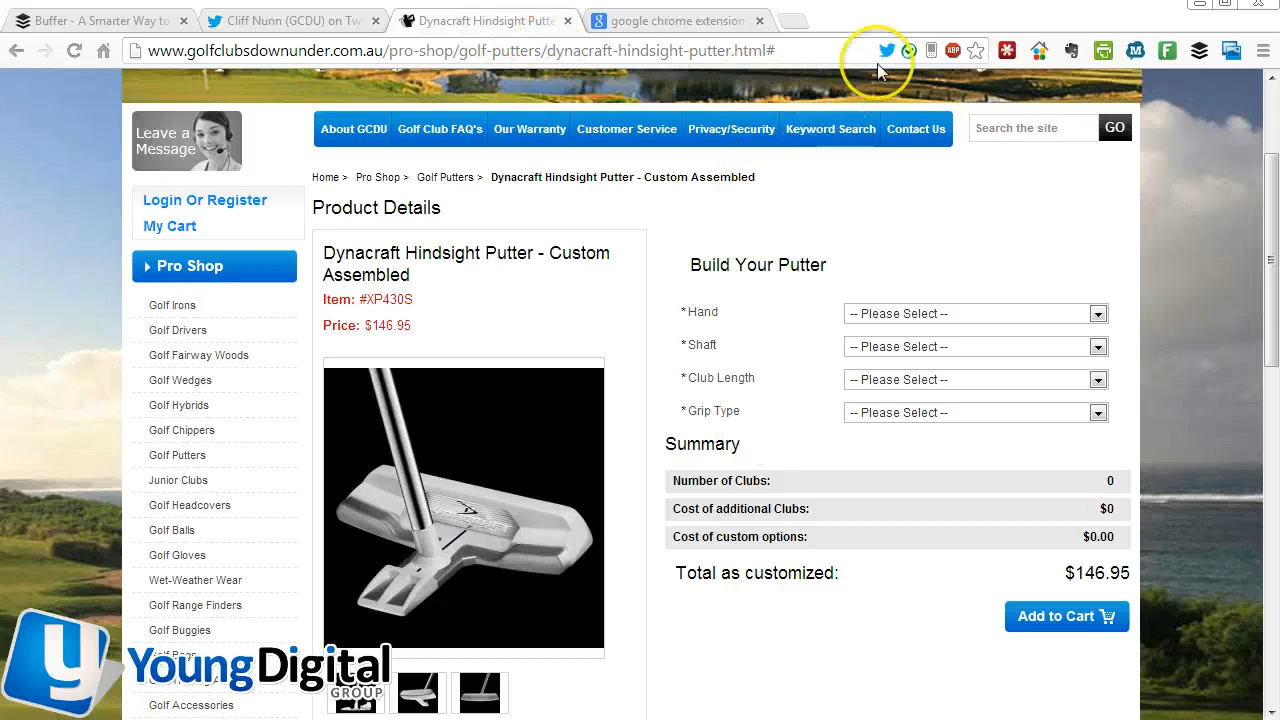 Buffer - A Smarter Way to
Cliff Nunn (GCDU) on Tw
Dynacraft Hindsight Putte
google chrome extensions
www.golfclubsdownunder.com.au/pro-shop/golf-putters/dynacraft-hindsight-putter.html#
ABP
M
F
Leave a
Message
About GCDU
Golf Club FAQ's
Our Warranty
Customer Service
Privacy/Security
Keyword Search
Contact Us
Search the site
GO
Login Or Register
My Cart
Home > Pro Shop > Golf Putters > Dynacraft Hindsight Putter - Custom Assembled
Product Details
Pro Shop
Golf Irons
Golf Drivers
Golf Fairway Woods
Golf Wedges
Golf Hybrids
Golf Chippers
Golf Putters
Junior Clubs
Golf Headcovers
Golf Balls
Golf Gloves
Wet-Weather Wear
Golf Range Finders
Golf Buggies
Golf Accessories
Dynacraft Hindsight Putter - Custom
Assembled
Item: #XP430S
Price: $146.95
Build Your Putter
*Hand -- Please Select --
*Shaft -- Please Select --
*Club Length -- Please Select --
*Grip Type -- Please Select --
Summary
Number of Clubs: 0
Cost of additional Clubs: $0
Cost of custom options: $0.00
Total as customized: $146.95
Add to Cart
y
Young Digital
GROUP